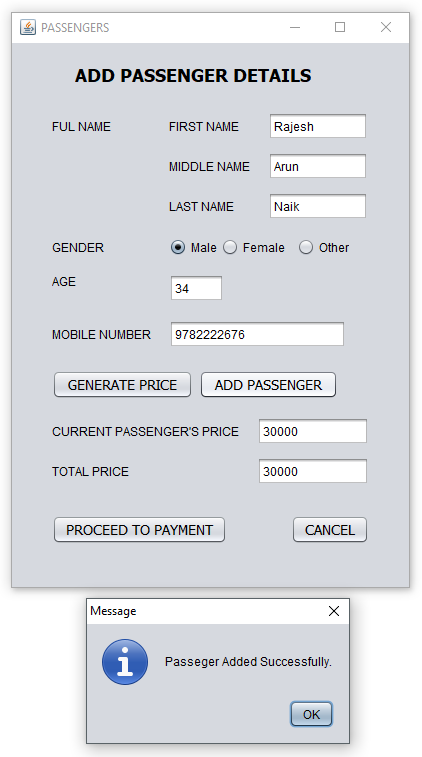 PASSENGERS
ADD PASSENGER DETAILS
FUL NAME FIRST NAME Rajesh
MIDDLE NAME Arun
LAST NAME Naik
GENDER Male Female Other
AGE 34
MOBILE NUMBER 9782222676
GENERATE PRICE ADD PASSENGER
CURRENT PASSENGER'S PRICE 30000
TOTAL PRICE 30000
PROCEED TO PAYMENT CANCEL
Message
Passeger Added Successfully.
OK